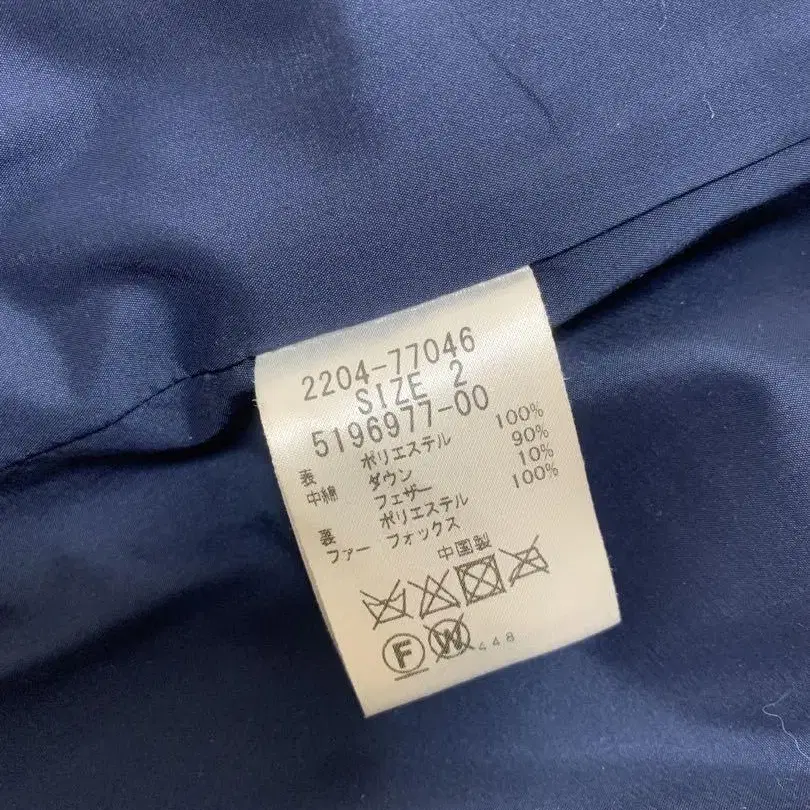 2204-77046
SIZE 2
5196977-00
表 ポリエステル 100%
中綿 ダウン 90%
フェザー 10%
裏 ポリエステル 100%
ファー フォックス
中国製
F W 448